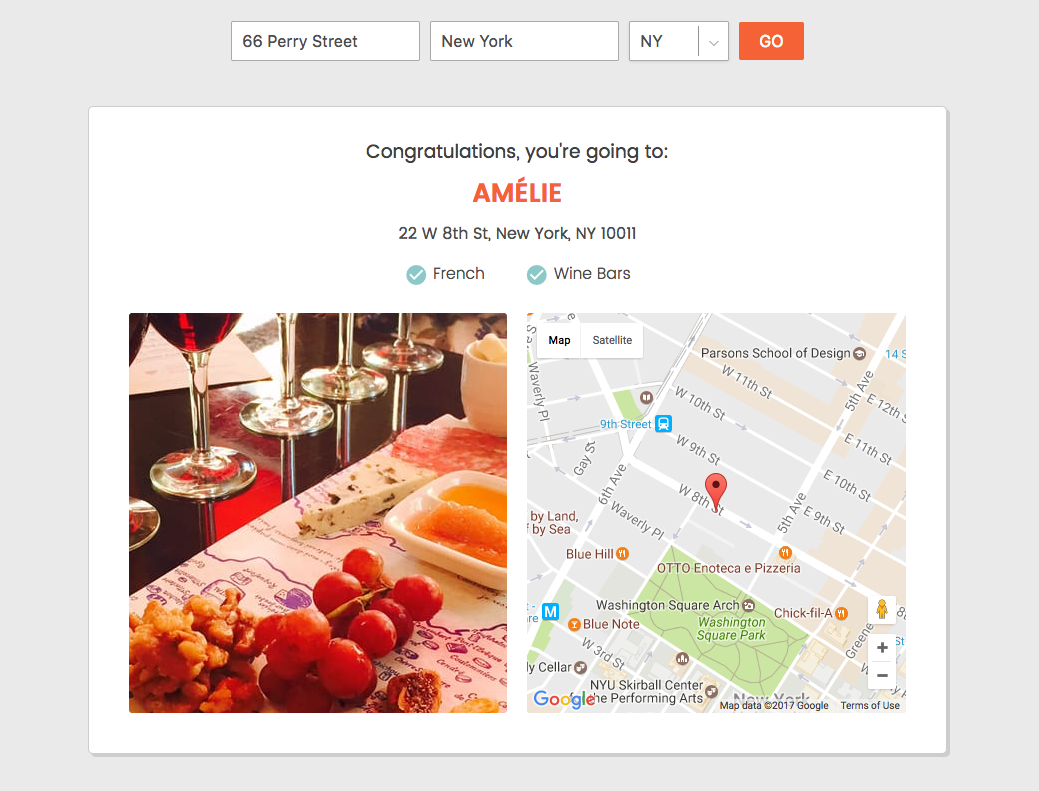 66 Perry Street
New York
NY
GO
Congratulations, you're going to:
AMÉLIE
22 W 8th St, New York, NY 10011
French
Wine Bars
Map
Satellite
Parsons School of Design
14 S
Waverly Pl
W 11th St
5th Ave
E 12th
W 10th St
9th Street
W 9th St
E 11th St
Gay St
6th Ave
W 8th St
E 10th St
by Land,
f by Sea
Waverly Pl
5th Ave
E 9th St
Blue Hill
OTTO Enoteca e Pizzeria
M
Washington Square Arch
Chick-fil-A
Blue Note
Washington
Square Park
Greene
St
W 3rd St
ly Cellar
NYU Skirball Center
the Performing Arts
New York
Google
Map data ©2017 Google
Terms of Use